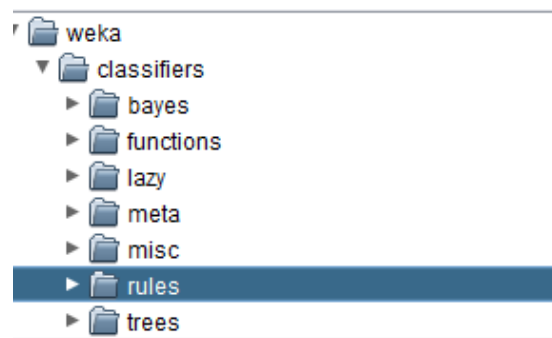 weka
classifiers
bayes
functions
lazy
meta
misc
rules
trees